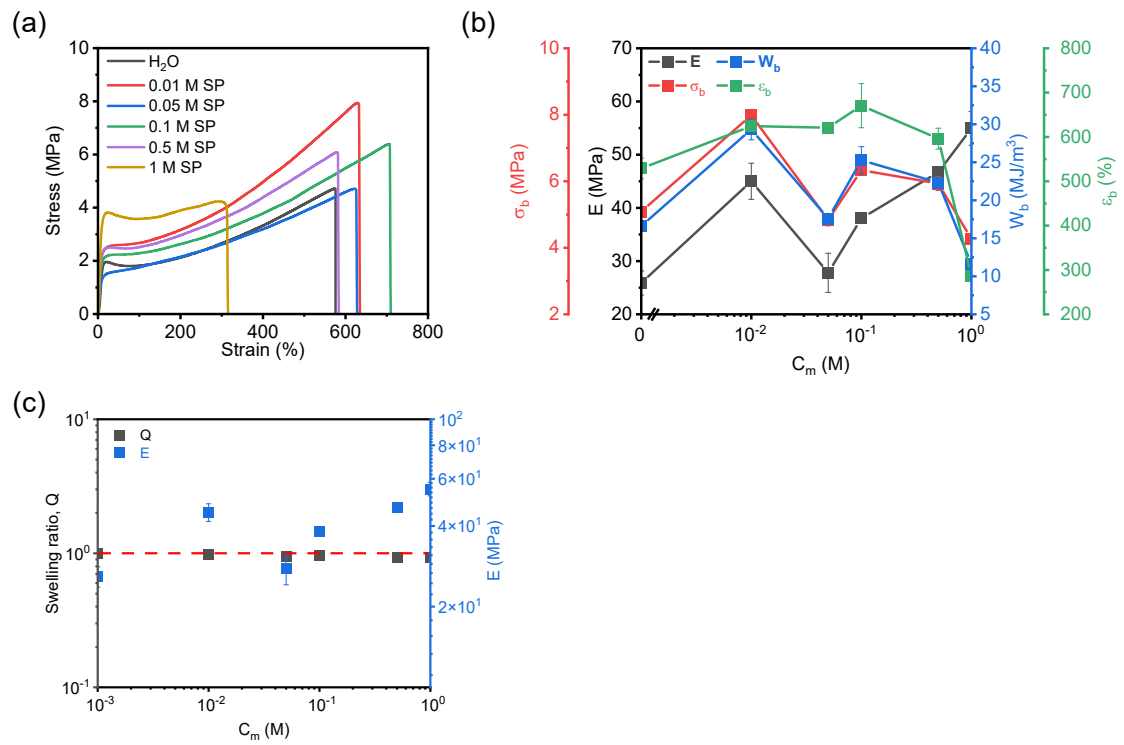 (a)
10
8
6
4
2
0
Stress (MPa)
H₂O
0.01 M SP
0.05 M SP
0.1 M SP
0.5 M SP
1 M SP
0 200 400 600 800
Strain (%)
(b)
10
8
6
4
2
σb (MPa)
70
60
50
40
30
20
E (MPa)
E Wb
σb εb
40
35
30
25
20
15
10
5
Wb (MJ/m³)
800
700
600
500
400
300
200
εb (%)
0 10⁻² 10⁻¹ 10⁰
Cm (M)
(c)
10¹
10⁰
10⁻¹
Swelling ratio, Q
Q
E
10²
8×10¹
6×10¹
4×10¹
2×10¹
E (MPa)
10⁻³ 10⁻² 10⁻¹ 10⁰
Cm (M)